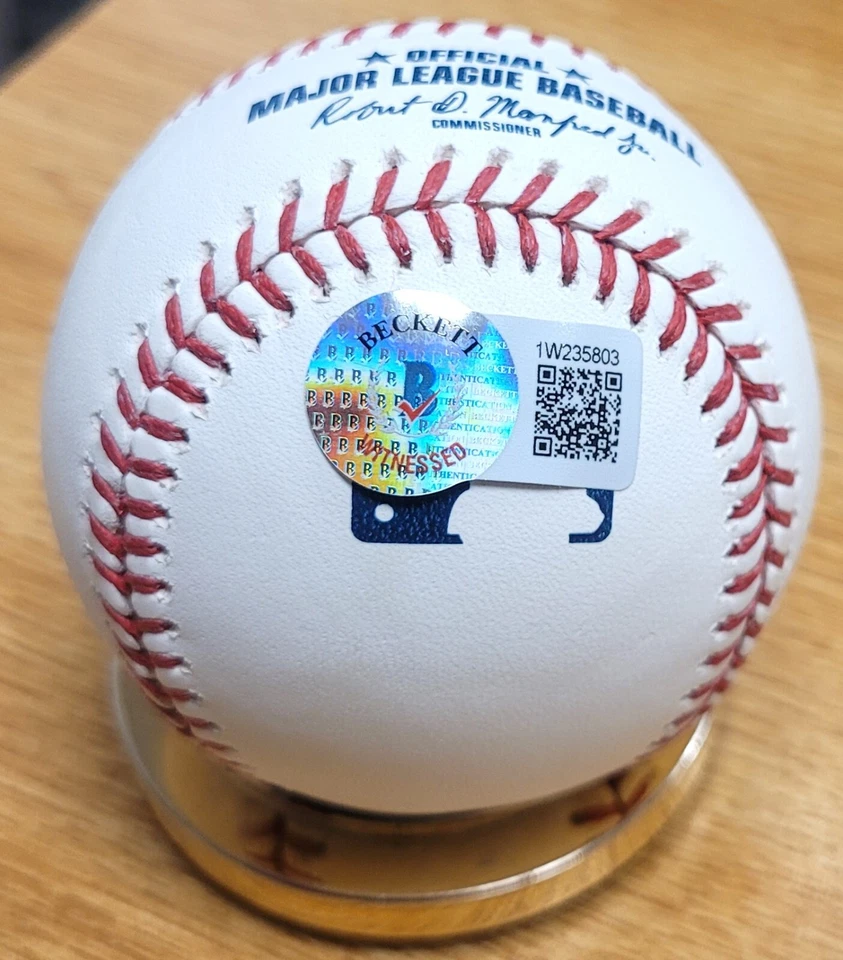 ★ OFFICIAL ★
MAJOR LEAGUE BASEBALL
Robert D. Manfred Jr.
COMMISSIONER
BECKETT
1W235803
B
WITNESSED